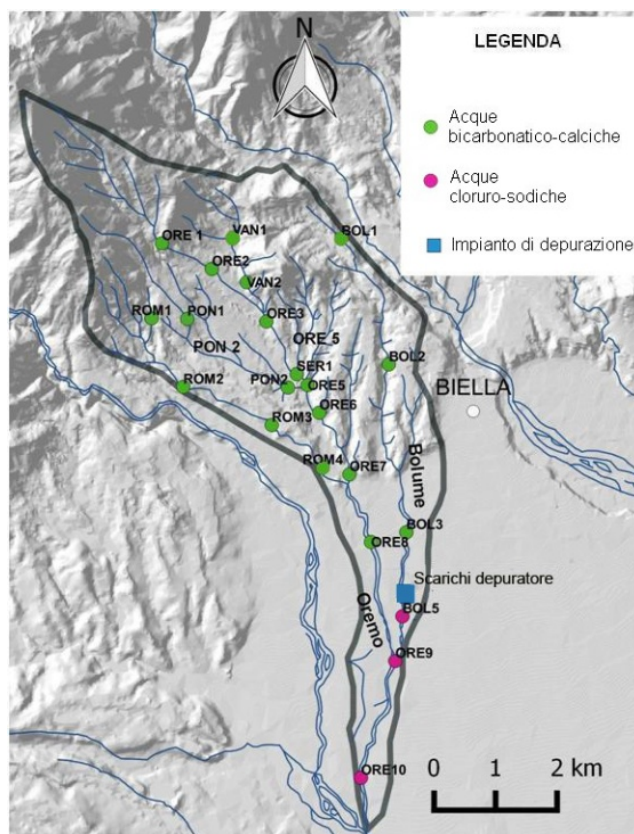 N
LEGENDA
Acque
bicarbonatico-calciche
Acque
cloruro-sodiche
Impianto di depurazione
ORE 1
VAN1
BOL1
ORE2
VAN2
ROM1
PON1
ORE3
PON 2
ORE 5
SER1
BOL2
ROM2
PON2
ORE5
BIELLA
ORE6
ROM3
ROM4
ORE7
Bolume
BOL3
ORE8
Scarichi depuratore
BOL5
Oremo
ORE9
ORE10
0 1 2 km